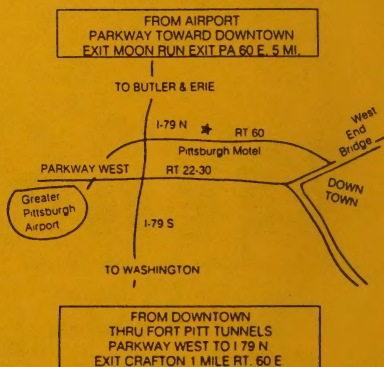 FROM AIRPORT
PARKWAY TOWARD DOWNTOWN
EXIT MOON RUN EXIT PA 60 E. 5 MI.
TO BUTLER & ERIE
I-79 N
RT 60
Pittsburgh Motel
West
End
Bridge
PARKWAY WEST
RT 22-30
DOWN
TOWN
Greater
Pittsburgh
Airport
I-79 S
TO WASHINGTON
FROM DOWNTOWN
THRU FORT PITT TUNNELS
PARKWAY WEST TO I 79 N
EXIT CRAFTON 1 MILE RT. 60 E